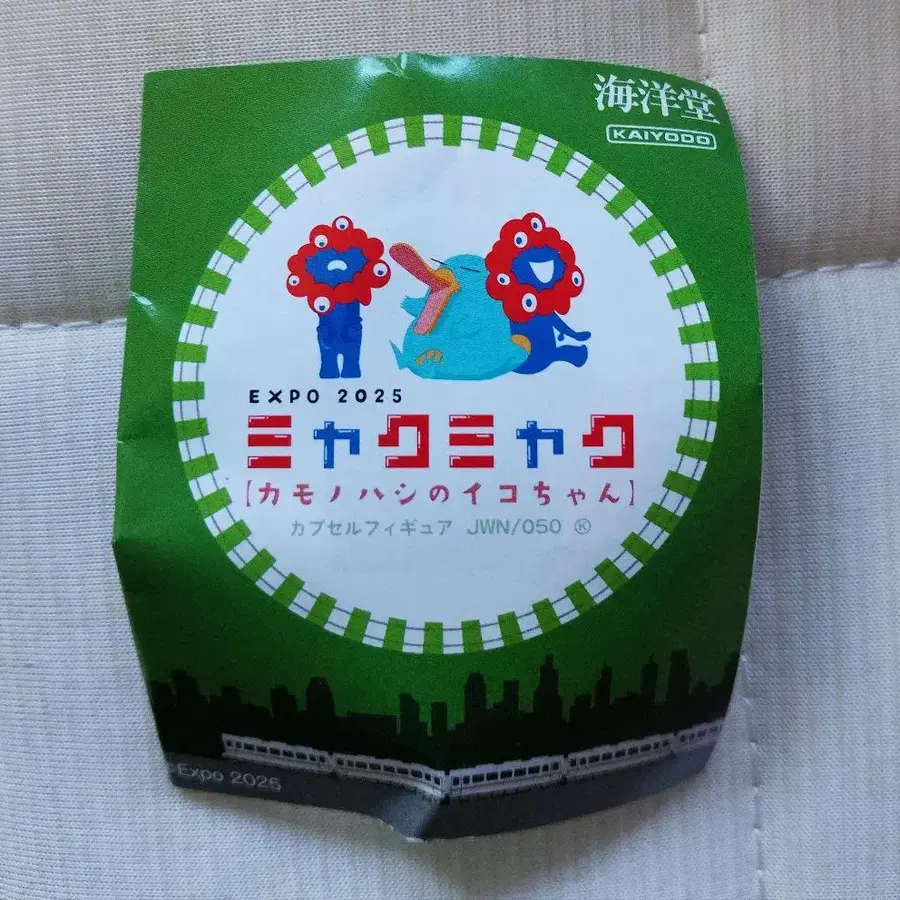 海洋堂
KAIYODO
EXPO 2025
ミャクミャク
【カモノハシのイコちゃん】
カプセルフィギュア JWN/050 Ⓚ
Expo 2025